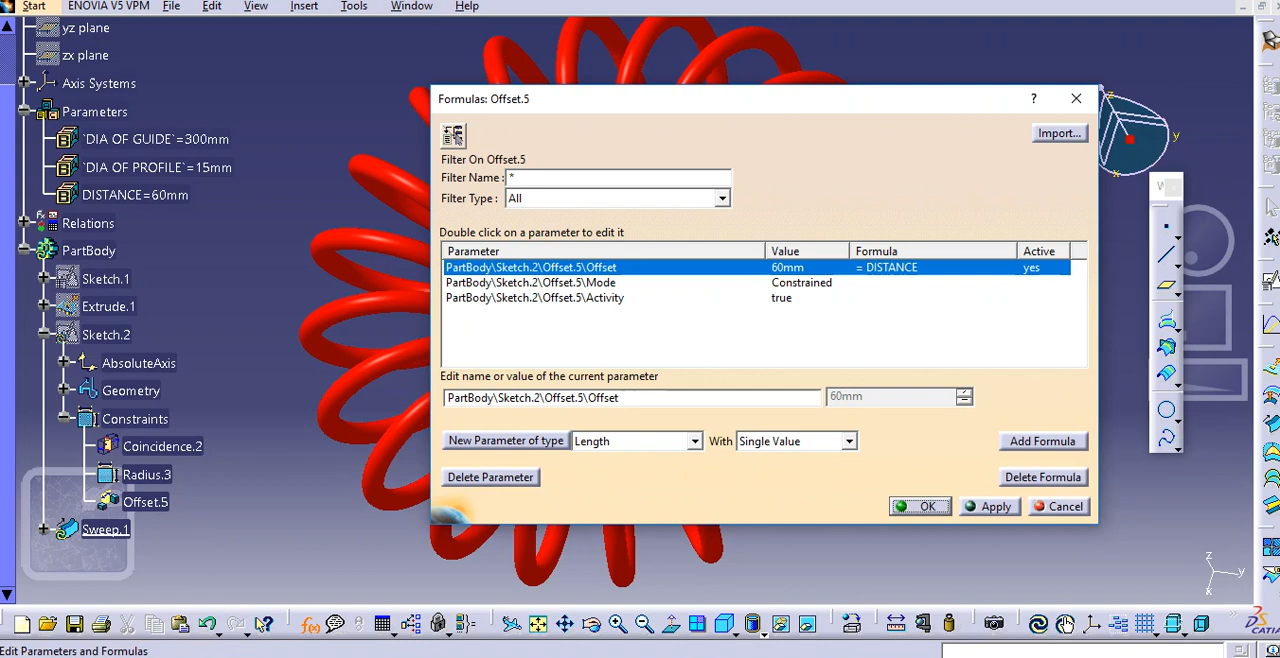 Start ENOVIA V5 VPM File Edit View Insert Tools Window Help
yz plane
zx plane
Axis Systems
Parameters
`DIA OF GUIDE`=300mm
`DIA OF PROFILE`=15mm
DISTANCE=60mm
Relations
PartBody
Sketch.1
Extrude.1
Sketch.2
AbsoluteAxis
Geometry
Constraints
Coincidence.2
Radius.3
Offset.5
Sweep.1
Formulas: Offset.5
?
Import...
Filter On Offset.5
Filter Name : *
Filter Type : All
Double click on a parameter to edit it
Parameter Value Formula Active
PartBody\Sketch.2\Offset.5\Offset 60mm = DISTANCE yes
PartBody\Sketch.2\Offset.5\Mode Constrained
PartBody\Sketch.2\Offset.5\Activity true
Edit name or value of the current parameter
PartBody\Sketch.2\Offset.5\Offset 60mm
New Parameter of type Length With Single Value Add Formula
Delete Parameter Delete Formula
OK Apply Cancel
z
y
x
W
z
y
x
f(x)
Edit Parameters and Formulas